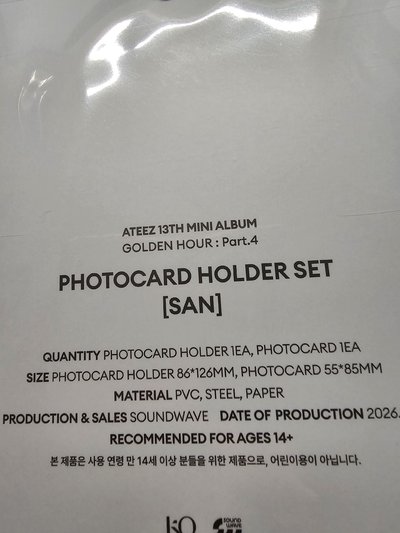 ATEEZ 13TH MINI ALBUM
GOLDEN HOUR : Part.4
PHOTOCARD HOLDER SET
[SAN]
QUANTITY PHOTOCARD HOLDER 1EA, PHOTOCARD 1EA
SIZE PHOTOCARD HOLDER 86*126MM, PHOTOCARD 55*85MM
MATERIAL PVC, STEEL, PAPER
PRODUCTION & SALES SOUNDWAVE DATE OF PRODUCTION 2026.
RECOMMENDED FOR AGES 14+
본 제품은 사용 연령 만 14세 이상 분들을 위한 제품으로, 어린이용이 아닙니다.
KQ SOUND WAVE